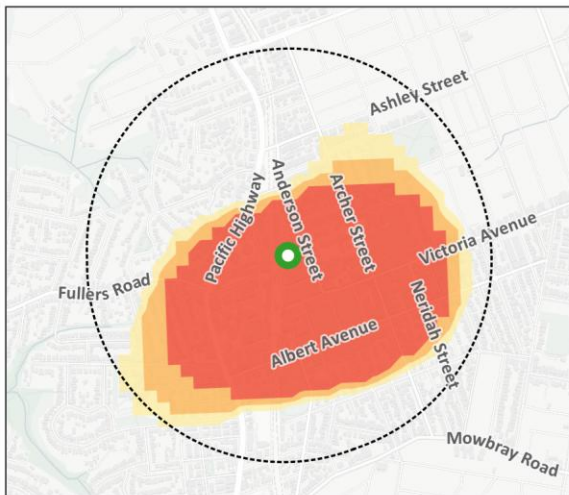 Ashley Street
Anderson Street
Archer Street
Pacific Highway
Victoria Avenue
Fullers Road
Neridah Street
Albert Avenue
Mowbray Road